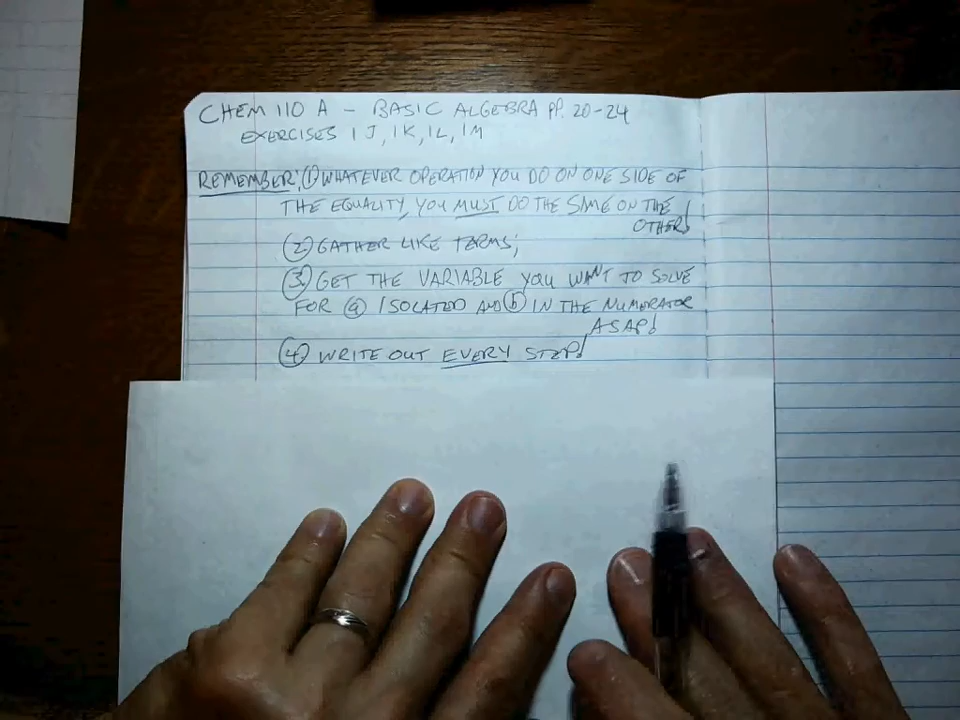 CHEM 110 A - BASIC ALGEBRA PP. 20-24
EXERCISES 1J, 1K, 1L, 1M
REMEMBER: (1) WHATEVER OPERATION YOU DO ON ONE SIDE OF
THE EQUALITY, YOU MUST DO THE SAME ON THE
OTHER!
(2) GATHER LIKE TERMS;
(3) GET THE VARIABLE YOU WANT TO SOLVE
FOR (a) ISOLATED AND (b) IN THE NUMERATOR
ASAP!
(4) WRITE OUT EVERY STEP!